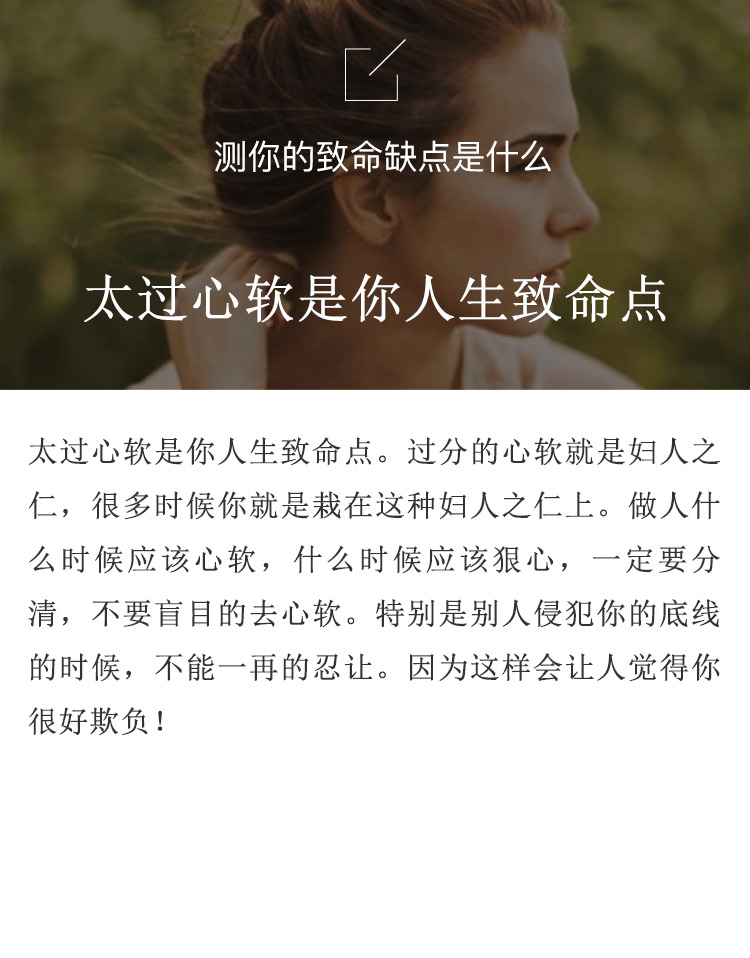 测你的致命缺点是什么
太过心软是你人生致命点
太过心软是你人生致命点。过分的心软就是妇人之
仁，很多时候你就是栽在这种妇人之仁上。做人什
么时候应该心软，什么时候应该狠心，一定要分
清，不要盲目的去心软。特别是别人侵犯你的底线
的时候，不能一再的忍让。因为这样会让人觉得你
很好欺负！